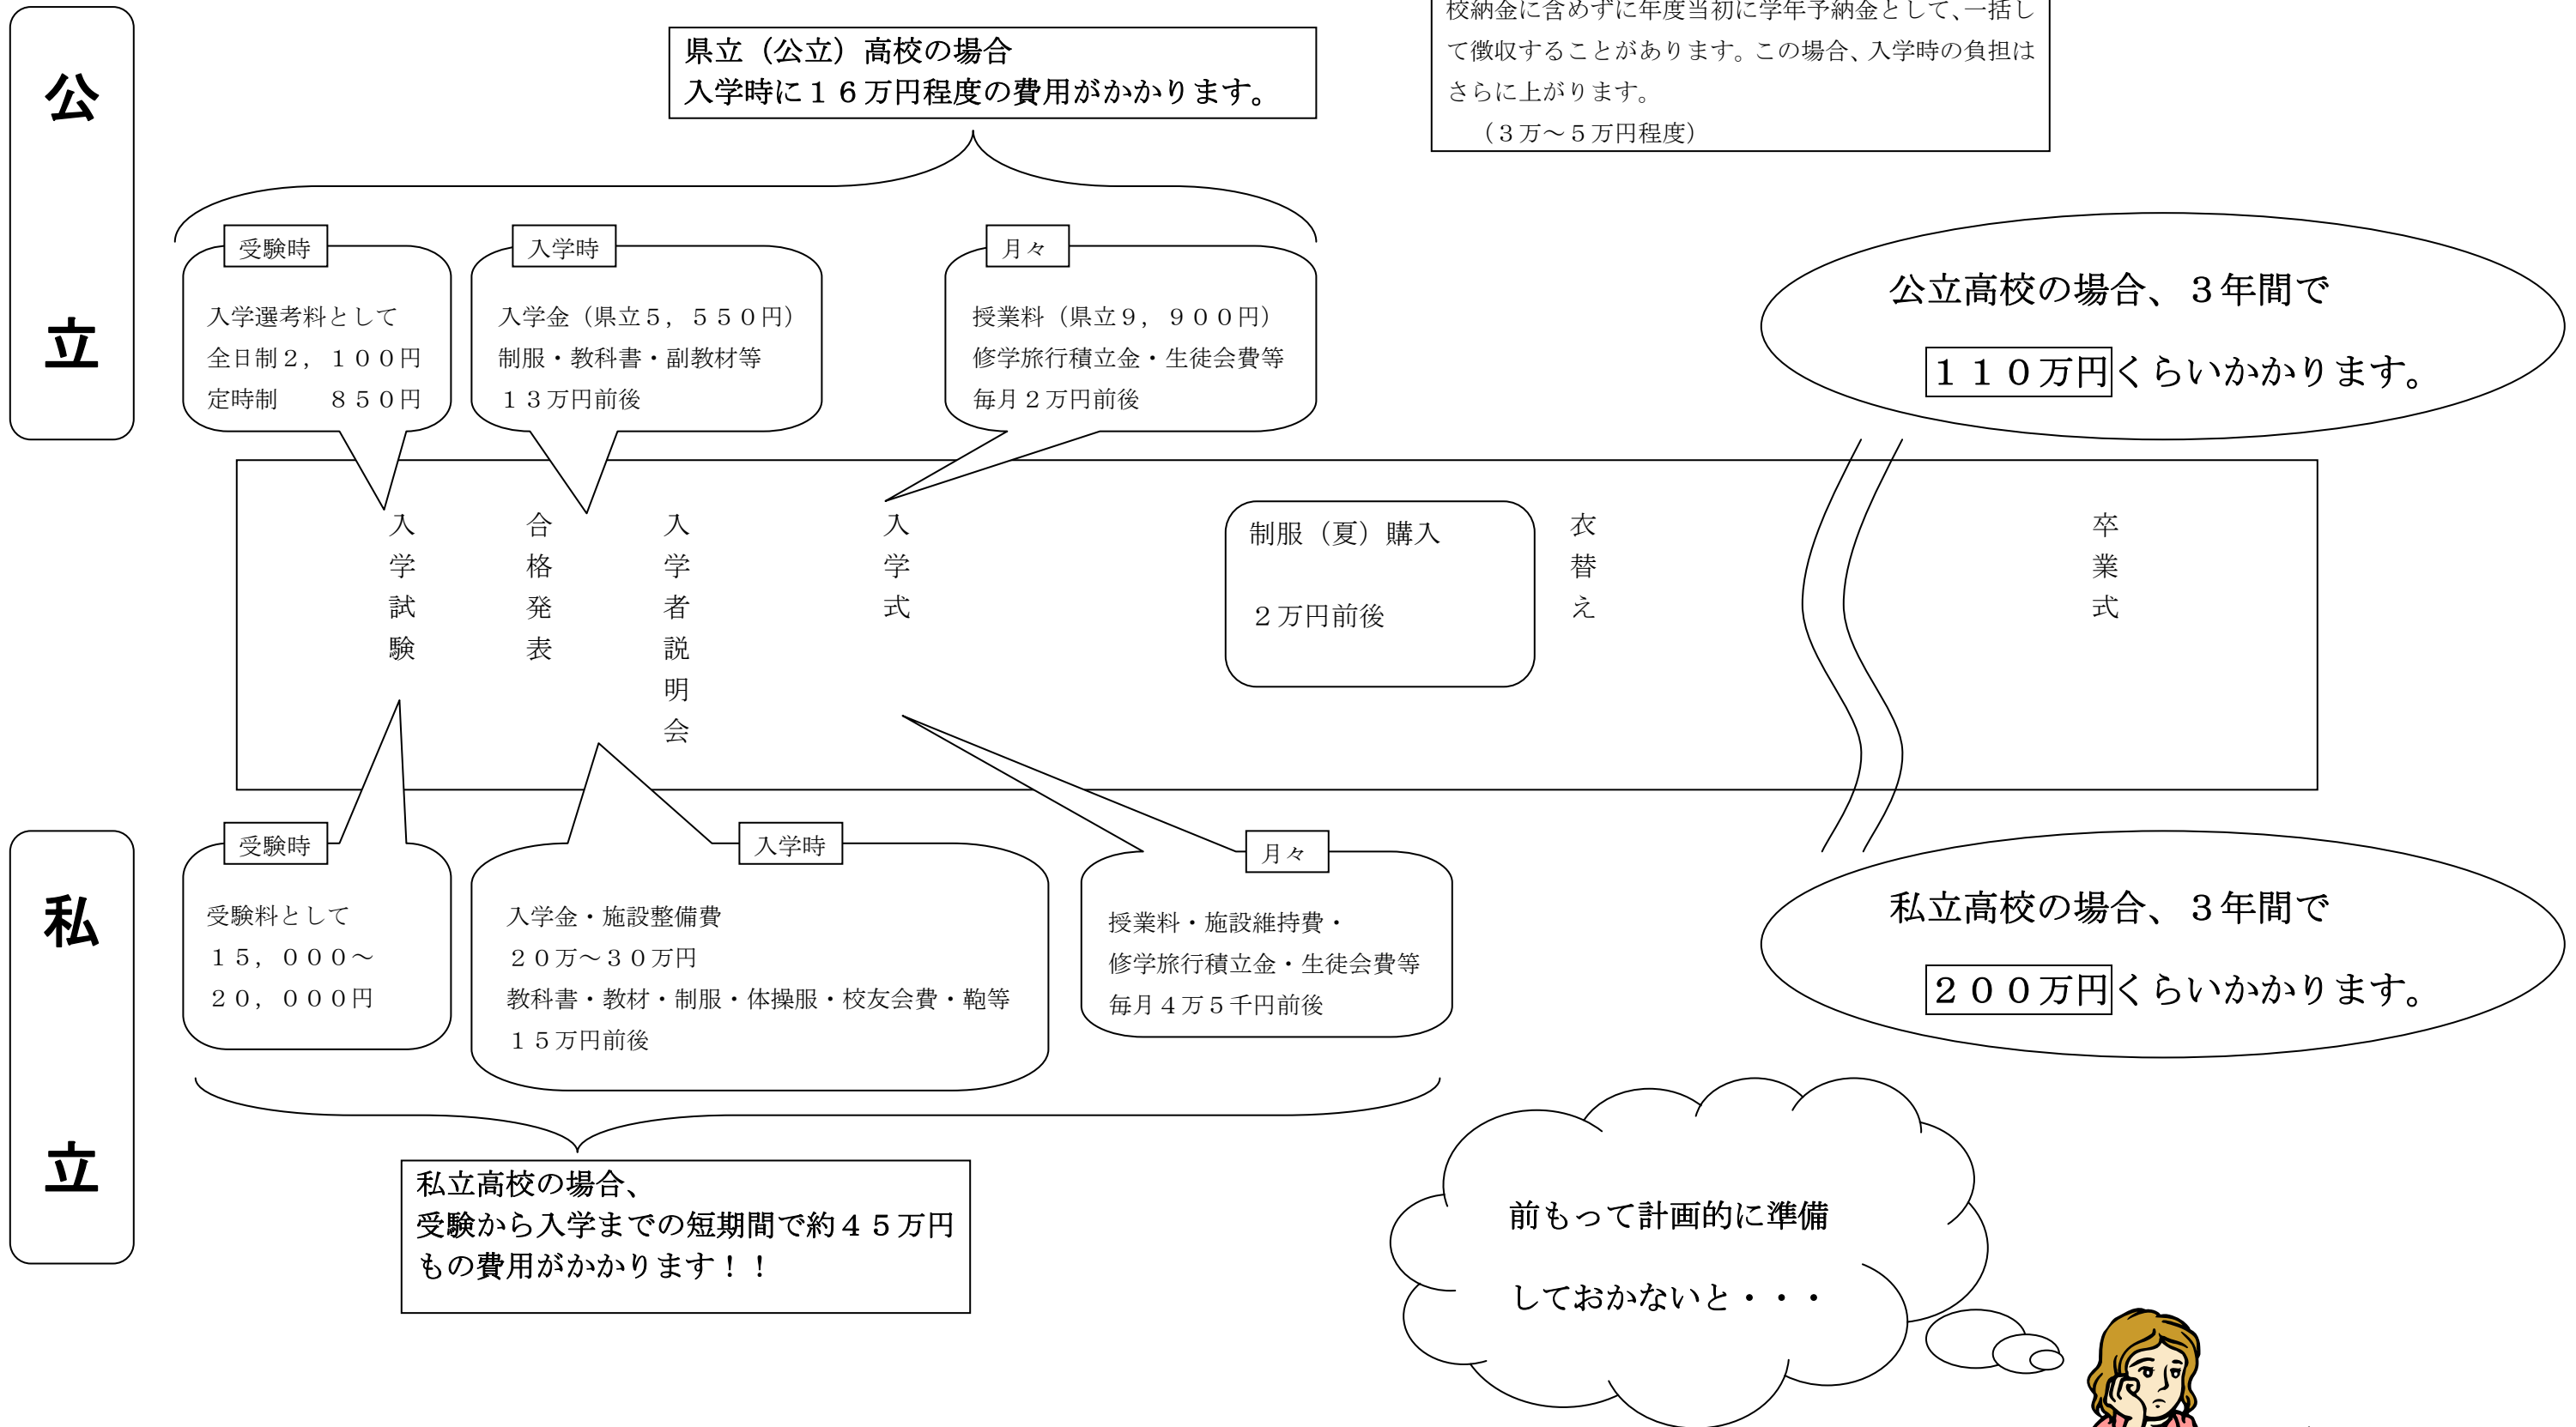 公立
県立（公立）高校の場合
入学時に１６万円程度の費用がかかります。
校納金に含めずに年度当初に学年予納金として、一括し
て徴収することがあります。この場合、入学時の負担は
さらに上がります。
（３万～５万円程度）
受験時
入学選考料として
全日制２，１００円
定時制　　８５０円
入学時
入学金（県立５，５５０円）
制服・教科書・副教材等
１３万円前後
月々
授業料（県立９，９００円）
修学旅行積立金・生徒会費等
毎月２万円前後
公立高校の場合、３年間で
１１０万円くらいかかります。
入学試験
合格発表
入学者説明会
入学式
制服（夏）購入
２万円前後
衣替え
卒業式
私立
受験時
受験料として
１５，０００～
２０，０００円
入学時
入学金・施設整備費
２０万～３０万円
教科書・教材・制服・体操服・校友会費・鞄等
１５万円前後
月々
授業料・施設維持費・
修学旅行積立金・生徒会費等
毎月４万５千円前後
私立高校の場合、３年間で
２００万円くらいかかります。
私立高校の場合、
受験から入学までの短期間で約４５万円
もの費用がかかります！！
前もって計画的に準備
しておかないと・・・